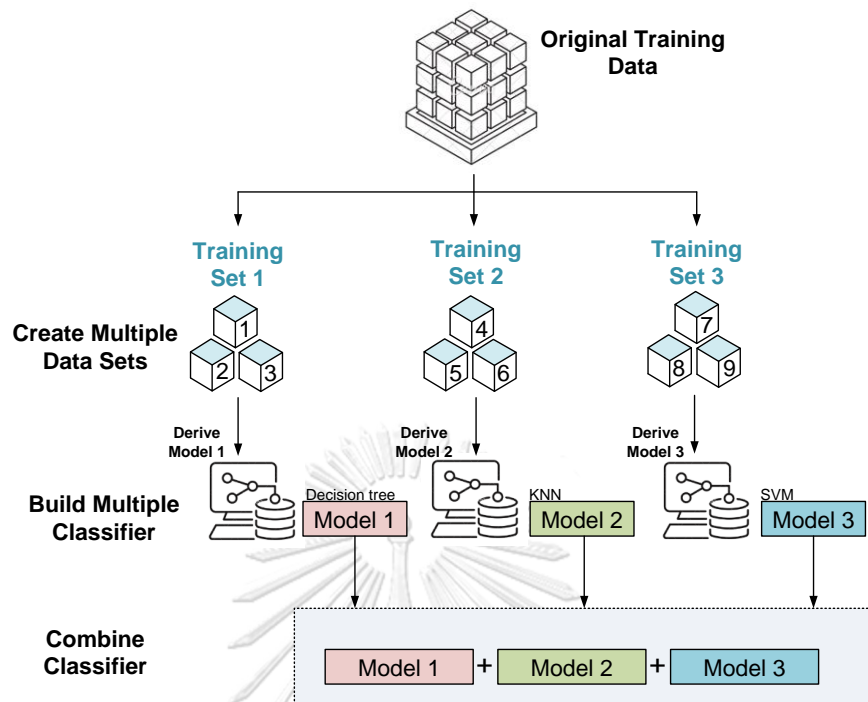 Original Training
Data
Training
Set 1
Training
Set 2
Training
Set 3
Create Multiple
Data Sets
1
2
3
4
5
6
7
8
9
Derive
Model 1
Derive
Model 2
Derive
Model 3
Build Multiple
Classifier
Decision tree
Model 1
KNN
Model 2
SVM
Model 3
Combine
Classifier
Model 1 + Model 2 + Model 3